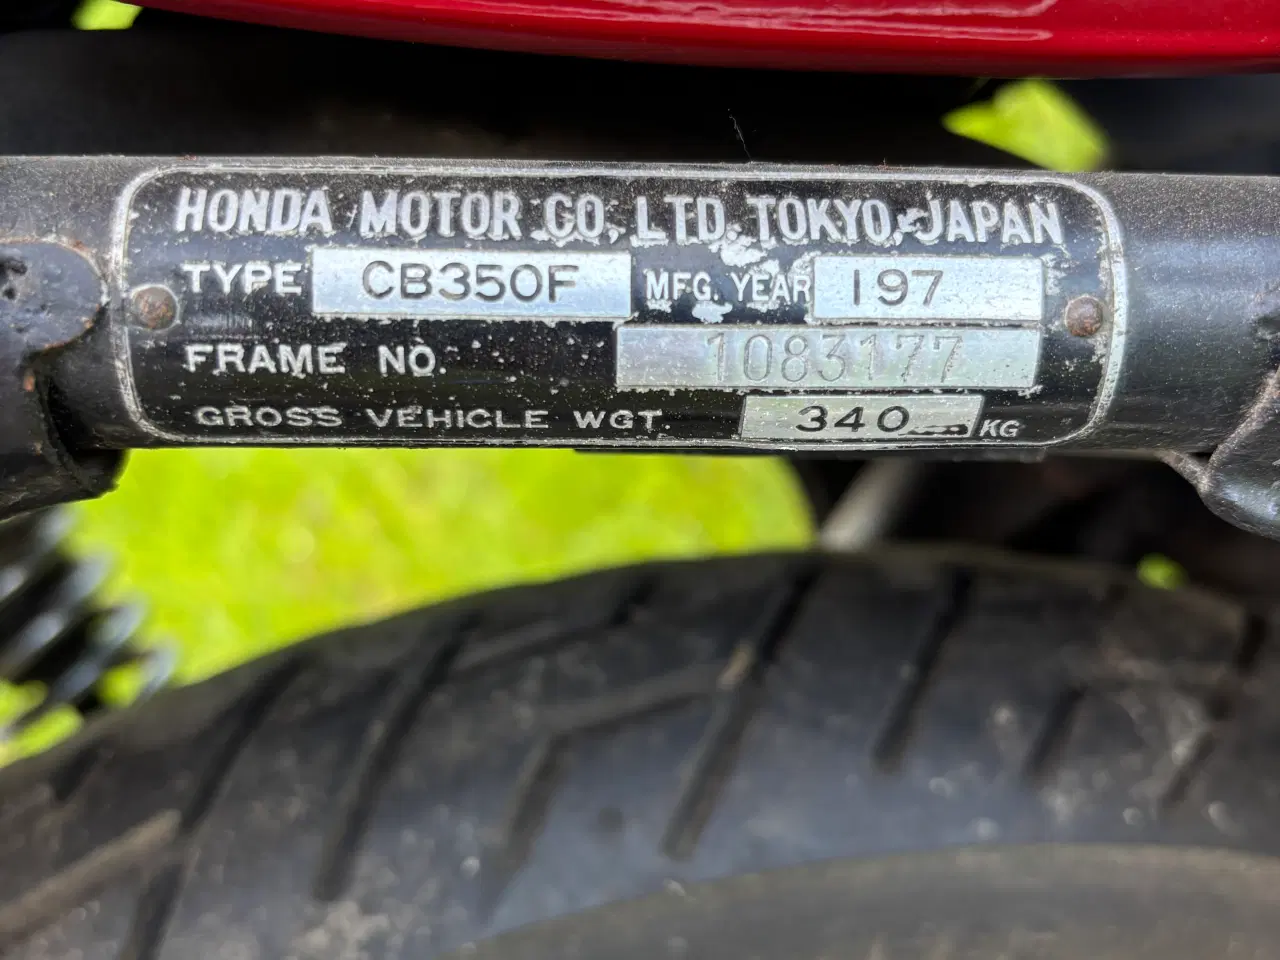 HONDA MOTOR CO., LTD. TOKYO, JAPAN
TYPE CB350F MFG. YEAR 197
FRAME NO. 1083177
GROSS VEHICLE WGT. 340 KG